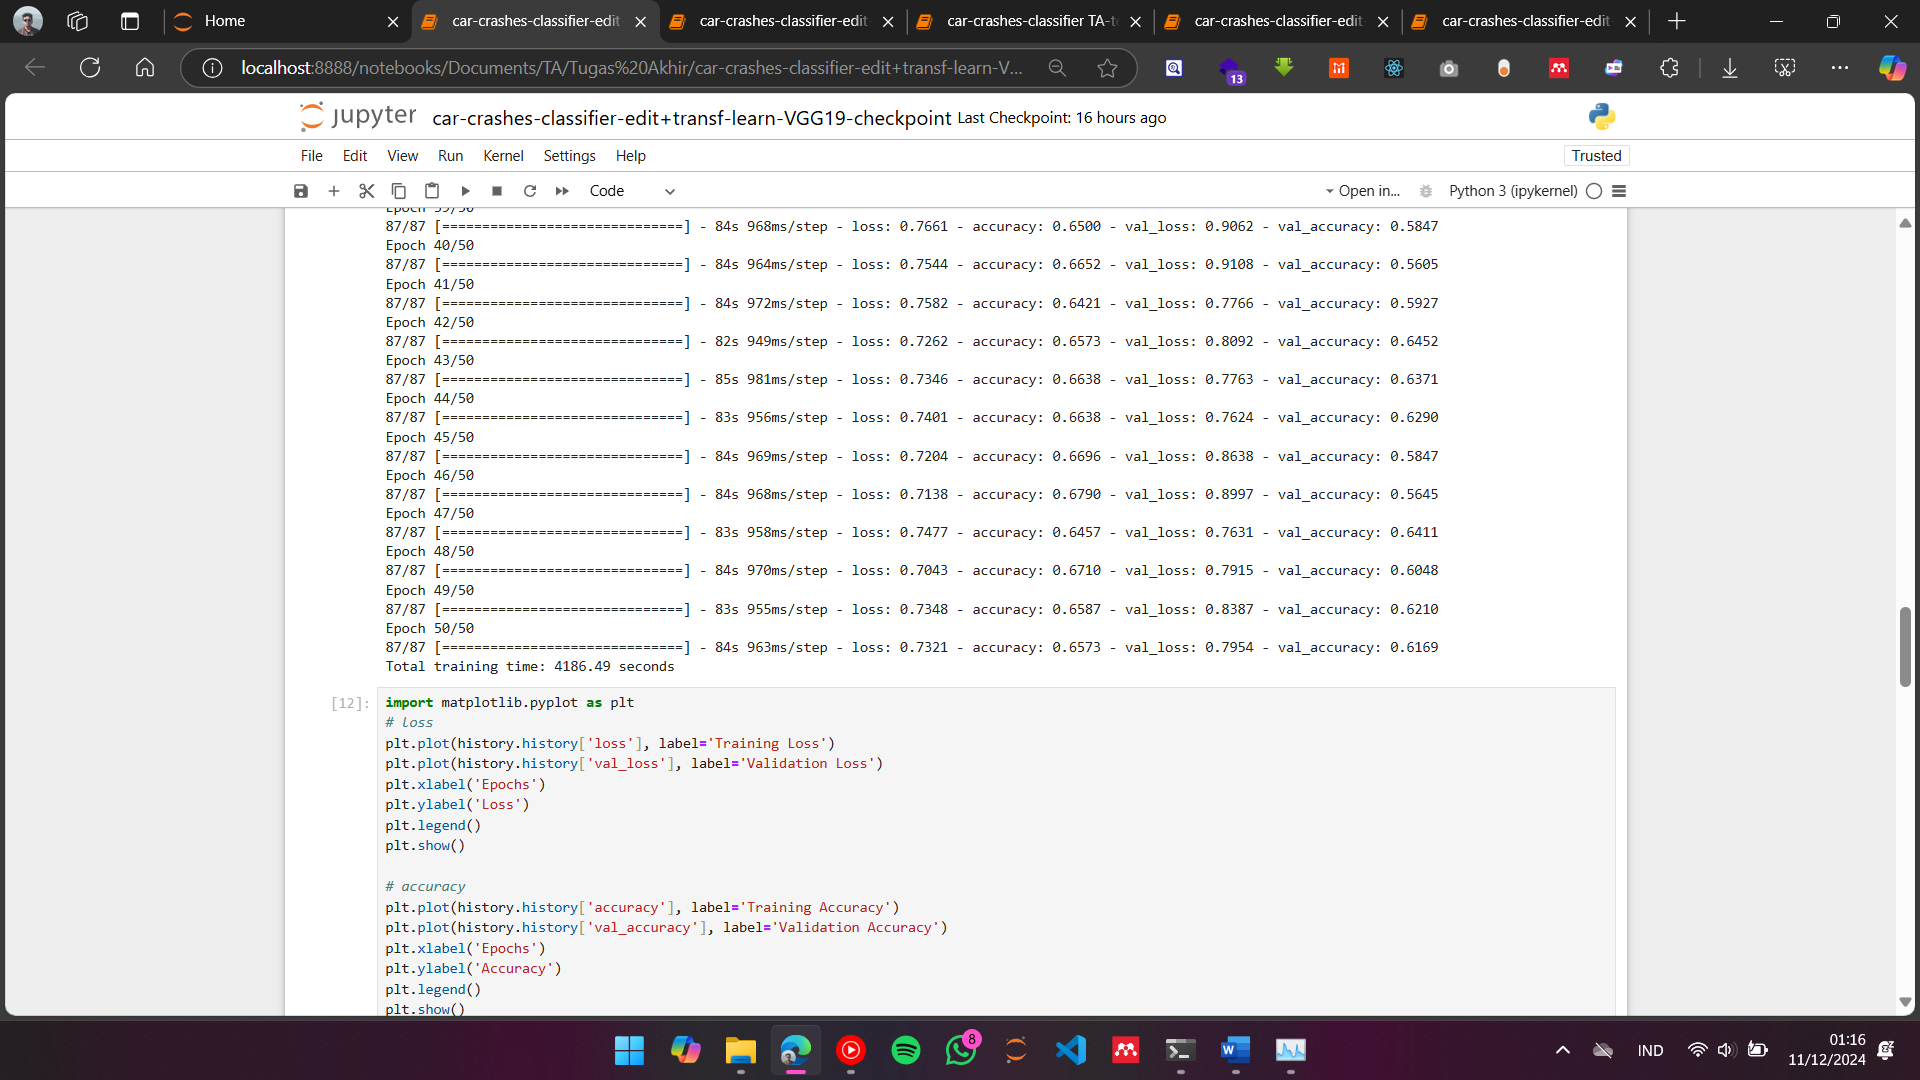 Home
car-crashes-classifier-edit
car-crashes-classifier-edit
car-crashes-classifier TA-t
car-crashes-classifier-edit
car-crashes-classifier-edit
localhost:8888/notebooks/Documents/TA/Tugas%20Akhir/car-crashes-classifier-edit+transf-learn-V...
13
jupyter car-crashes-classifier-edit+transf-learn-VGG19-checkpoint Last Checkpoint: 16 hours ago
File Edit View Run Kernel Settings Help Trusted
Code Open in... Python 3 (ipykernel)
Epoch 39/50
87/87 [==============================] - 84s 968ms/step - loss: 0.7661 - accuracy: 0.6500 - val_loss: 0.9062 - val_accuracy: 0.5847
Epoch 40/50
87/87 [==============================] - 84s 964ms/step - loss: 0.7544 - accuracy: 0.6652 - val_loss: 0.9108 - val_accuracy: 0.5605
Epoch 41/50
87/87 [==============================] - 84s 972ms/step - loss: 0.7582 - accuracy: 0.6421 - val_loss: 0.7766 - val_accuracy: 0.5927
Epoch 42/50
87/87 [==============================] - 82s 949ms/step - loss: 0.7262 - accuracy: 0.6573 - val_loss: 0.8092 - val_accuracy: 0.6452
Epoch 43/50
87/87 [==============================] - 85s 981ms/step - loss: 0.7346 - accuracy: 0.6638 - val_loss: 0.7763 - val_accuracy: 0.6371
Epoch 44/50
87/87 [==============================] - 83s 956ms/step - loss: 0.7401 - accuracy: 0.6638 - val_loss: 0.7624 - val_accuracy: 0.6290
Epoch 45/50
87/87 [==============================] - 84s 969ms/step - loss: 0.7204 - accuracy: 0.6696 - val_loss: 0.8638 - val_accuracy: 0.5847
Epoch 46/50
87/87 [==============================] - 84s 968ms/step - loss: 0.7138 - accuracy: 0.6790 - val_loss: 0.8997 - val_accuracy: 0.5645
Epoch 47/50
87/87 [==============================] - 83s 958ms/step - loss: 0.7477 - accuracy: 0.6457 - val_loss: 0.7631 - val_accuracy: 0.6411
Epoch 48/50
87/87 [==============================] - 84s 970ms/step - loss: 0.7043 - accuracy: 0.6710 - val_loss: 0.7915 - val_accuracy: 0.6048
Epoch 49/50
87/87 [==============================] - 83s 955ms/step - loss: 0.7348 - accuracy: 0.6587 - val_loss: 0.8387 - val_accuracy: 0.6210
Epoch 50/50
87/87 [==============================] - 84s 963ms/step - loss: 0.7321 - accuracy: 0.6573 - val_loss: 0.7954 - val_accuracy: 0.6169
Total training time: 4186.49 seconds
[12]: import matplotlib.pyplot as plt
# loss
plt.plot(history.history['loss'], label='Training Loss')
plt.plot(history.history['val_loss'], label='Validation Loss')
plt.xlabel('Epochs')
plt.ylabel('Loss')
plt.legend()
plt.show()
# accuracy
plt.plot(history.history['accuracy'], label='Training Accuracy')
plt.plot(history.history['val_accuracy'], label='Validation Accuracy')
plt.xlabel('Epochs')
plt.ylabel('Accuracy')
plt.legend()
plt.show()
8
IND
01:16
11/12/2024